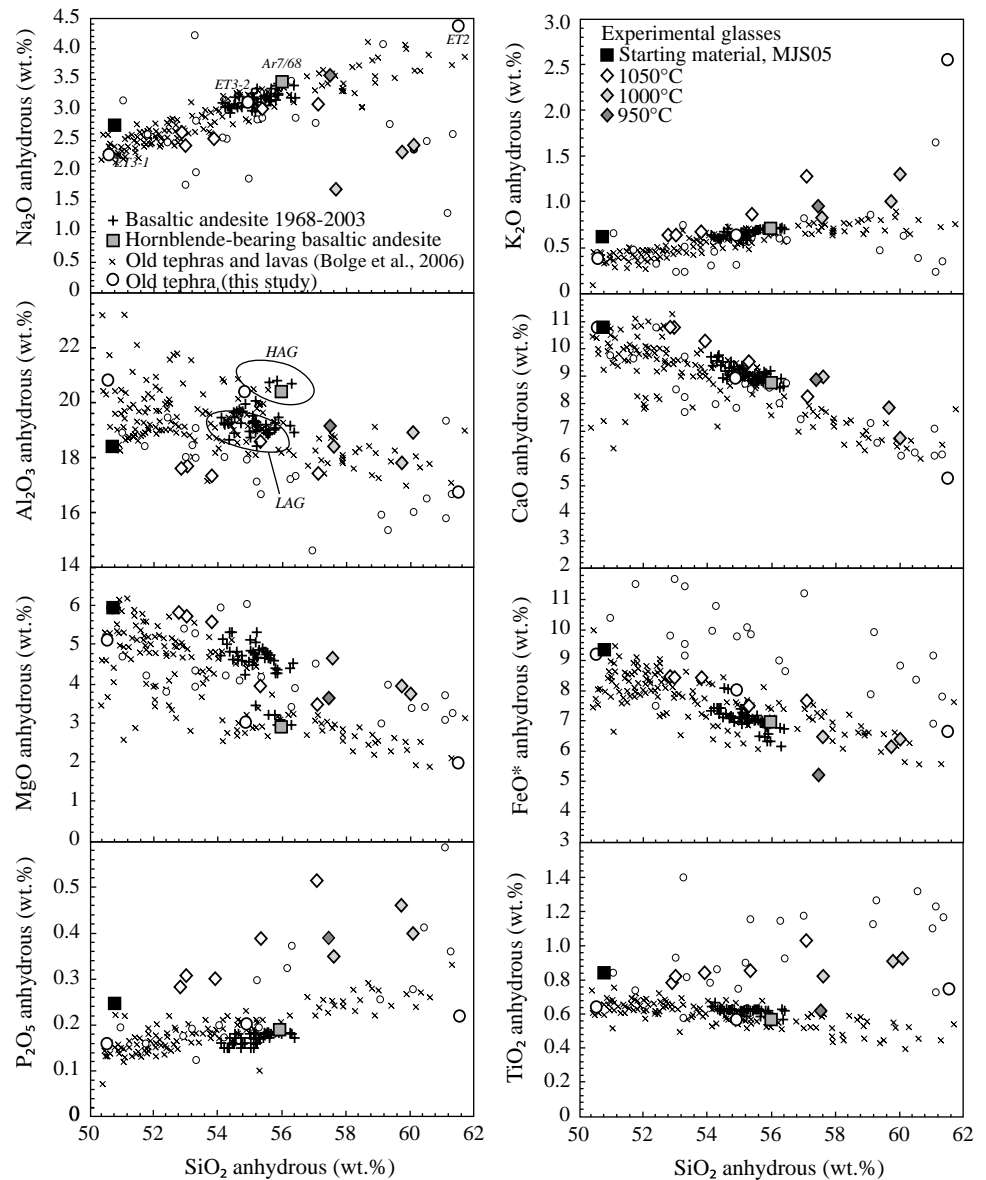 4.5
4.0
3.5
3.0
2.5
2.0
1.5
1.0
0.5
0
Na₂O anhydrous (wt.%)
ET2
Ar7/68
ET3-2
ET3-1
Basaltic andesite 1968-2003
Hornblende-bearing basaltic andesite
Old tephras and lavas (Bolge et al., 2006)
Old tephra (this study)
3.0
2.5
2.0
1.5
1.0
0.5
0
K₂O anhydrous (wt.%)
Experimental glasses
Starting material, MJS05
1050°C
1000°C
950°C
22
20
18
16
14
Al₂O₃ anhydrous (wt.%)
HAG
LAG
11
10
9
8
7
6
5
4
3
2
CaO anhydrous (wt.%)
6
5
4
3
2
1
0
MgO anhydrous (wt.%)
11
10
9
8
7
6
5
4
3
FeO* anhydrous (wt.%)
0.5
0.4
0.3
0.2
0.1
0
P₂O₅ anhydrous (wt.%)
50 52 54 56 58 60 62
SiO₂ anhydrous (wt.%)
1.4
1.2
1.0
0.8
0.6
0.4
0.2
0
TiO₂ anhydrous (wt.%)
50 52 54 56 58 60 62
SiO₂ anhydrous (wt.%)